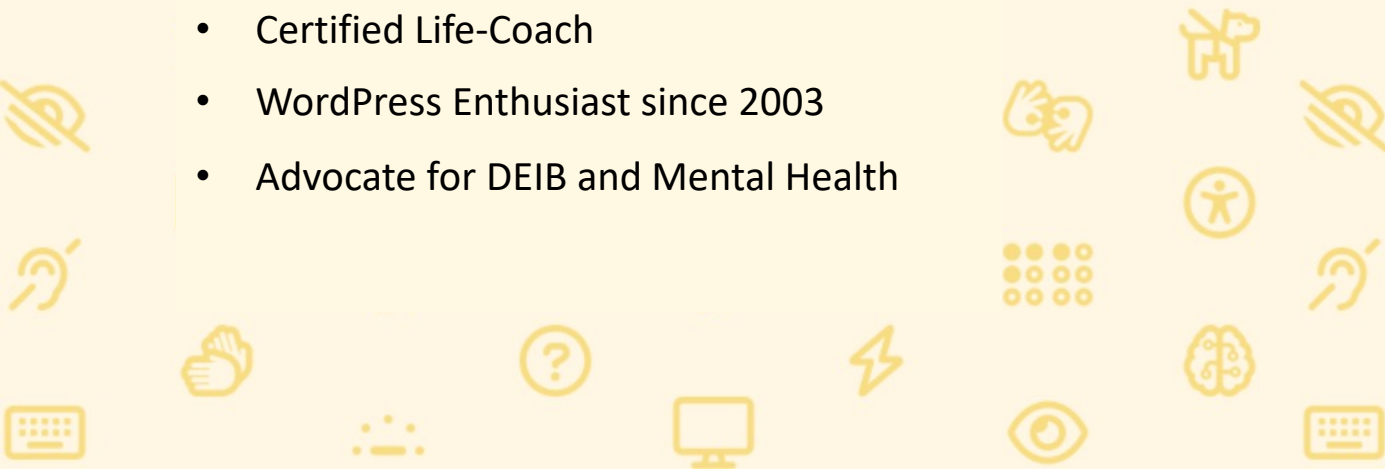 • Certified Life-Coach
• WordPress Enthusiast since 2003
• Advocate for DEIB and Mental Health